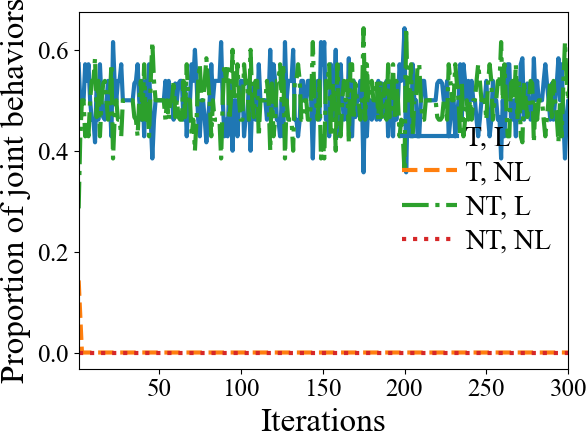 Proportion of joint behaviors
0.6
0.4
0.2
0.0
T, L
T, NL
NT, L
NT, NL
50
100
150
200
250
300
Iterations